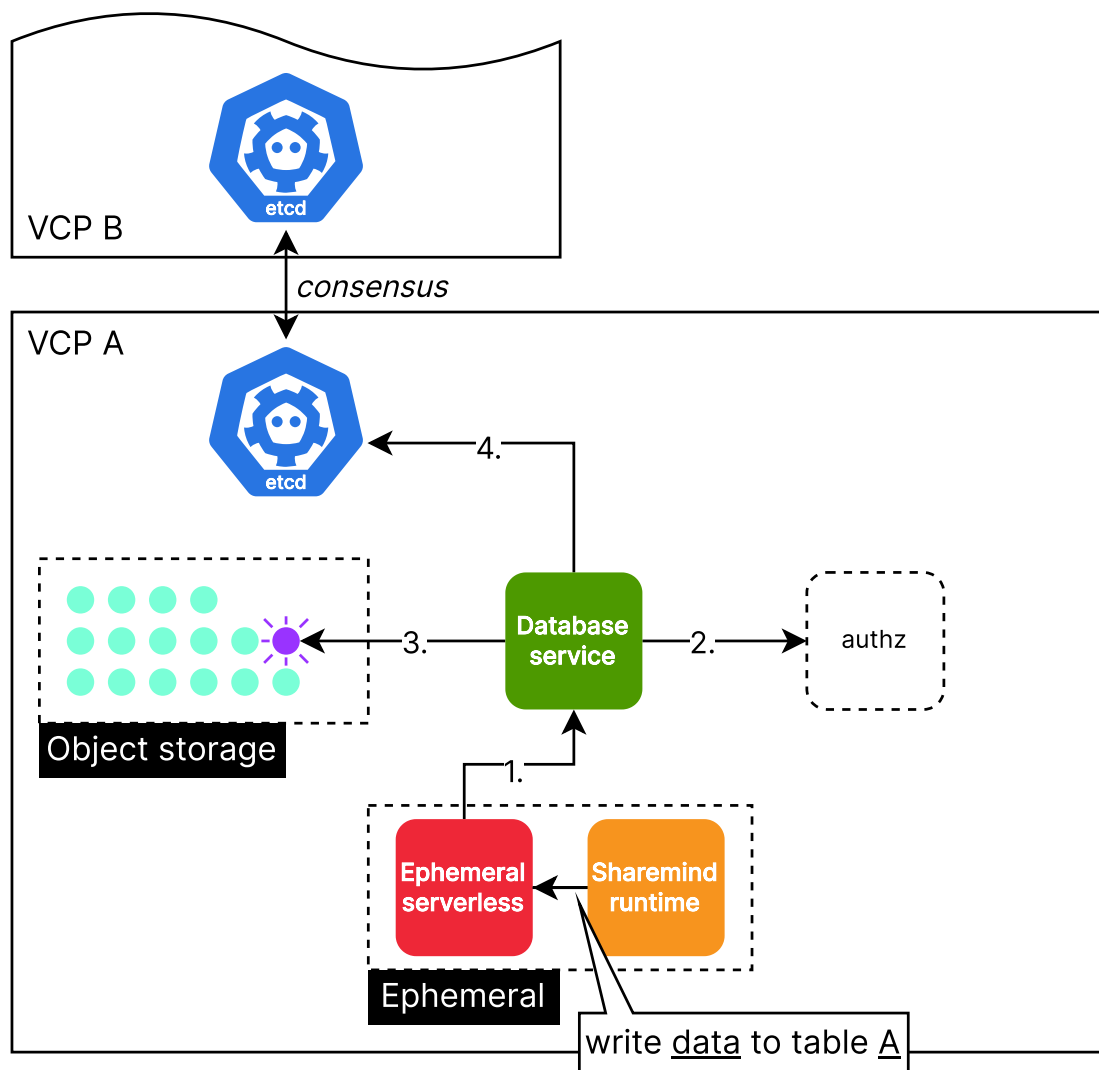 etcd
VCP B
consensus
VCP A
etcd
4.
Database
service
3.
2.
authz
Object storage
1.
Ephemeral
serverless
Sharemind
runtime
Ephemeral
write data to table A